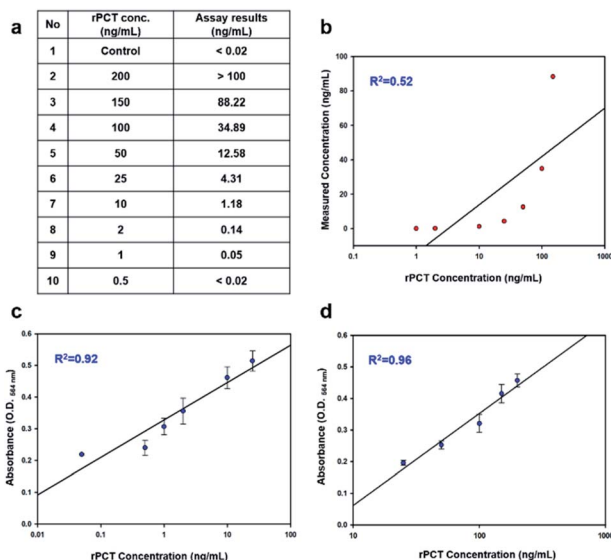 a
No rPCT conc. (ng/mL) Assay results (ng/mL)
1 Control < 0.02
2 200 > 100
3 150 88.22
4 100 34.89
5 50 12.58
6 25 4.31
7 10 1.18
8 2 0.14
9 1 0.05
10 0.5 < 0.02
b
R²=0.52
Measured Concentration (ng/mL)
100
80
60
40
20
0
0.1 1 10 100 1000
rPCT Concentration (ng/mL)
c
R²=0.92
Absorbance (O.D. 564 nm)
0.6
0.5
0.4
0.3
0.2
0.1
0.0
0.01 0.1 1 10 100
rPCT Concentration (ng/mL)
d
R²=0.96
Absorbance (O.D. 564 nm)
0.6
0.5
0.4
0.3
0.2
0.1
0.0
10 100 1000
rPCT Concentration (ng/mL)